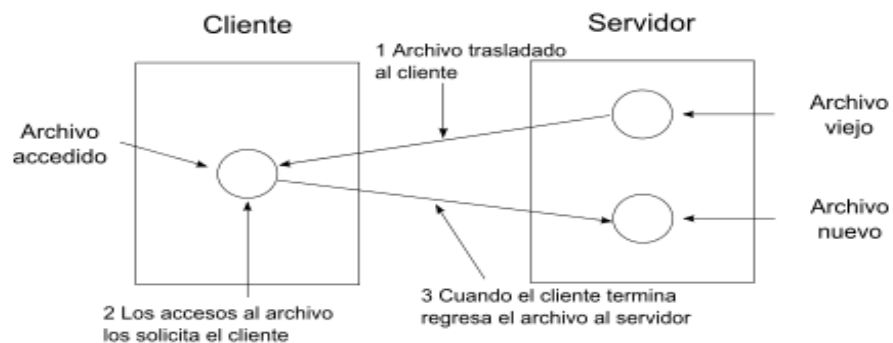 Cliente
Servidor
1 Archivo trasladado
al cliente
Archivo
accedido
Archivo
viejo
Archivo
nuevo
2 Los accesos al archivo
los solicita el cliente
3 Cuando el cliente termina
regresa el archivo al servidor